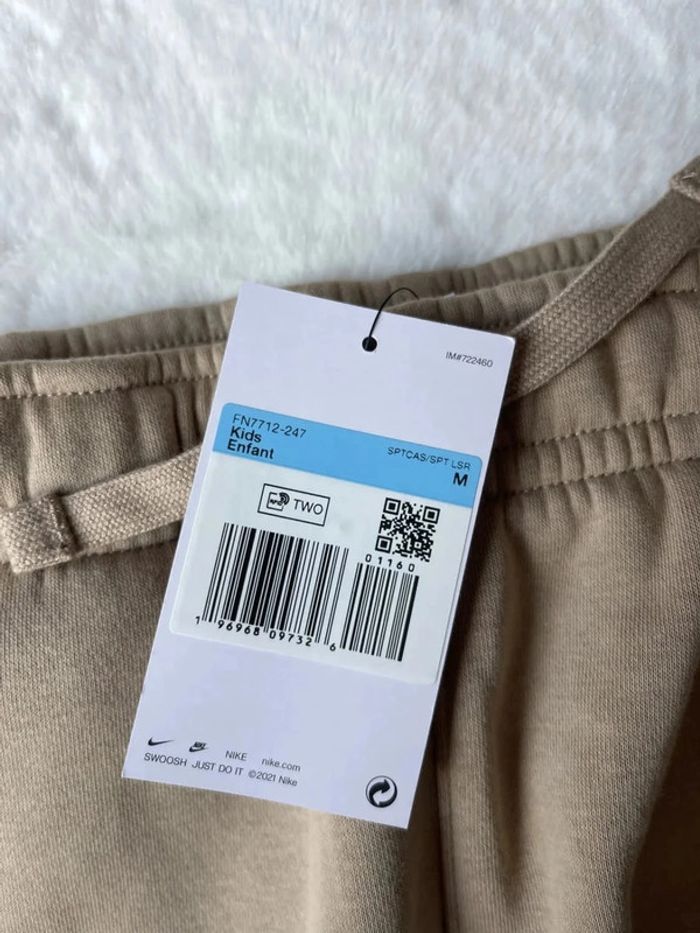 IM#722460
FN7712-247
Kids
Enfant
SPTCAS/SPT LSR
M
RFID TWO
01160
1 96968 09732 6
NIKE nike.com
SWOOSH JUST DO IT ©2021 Nike